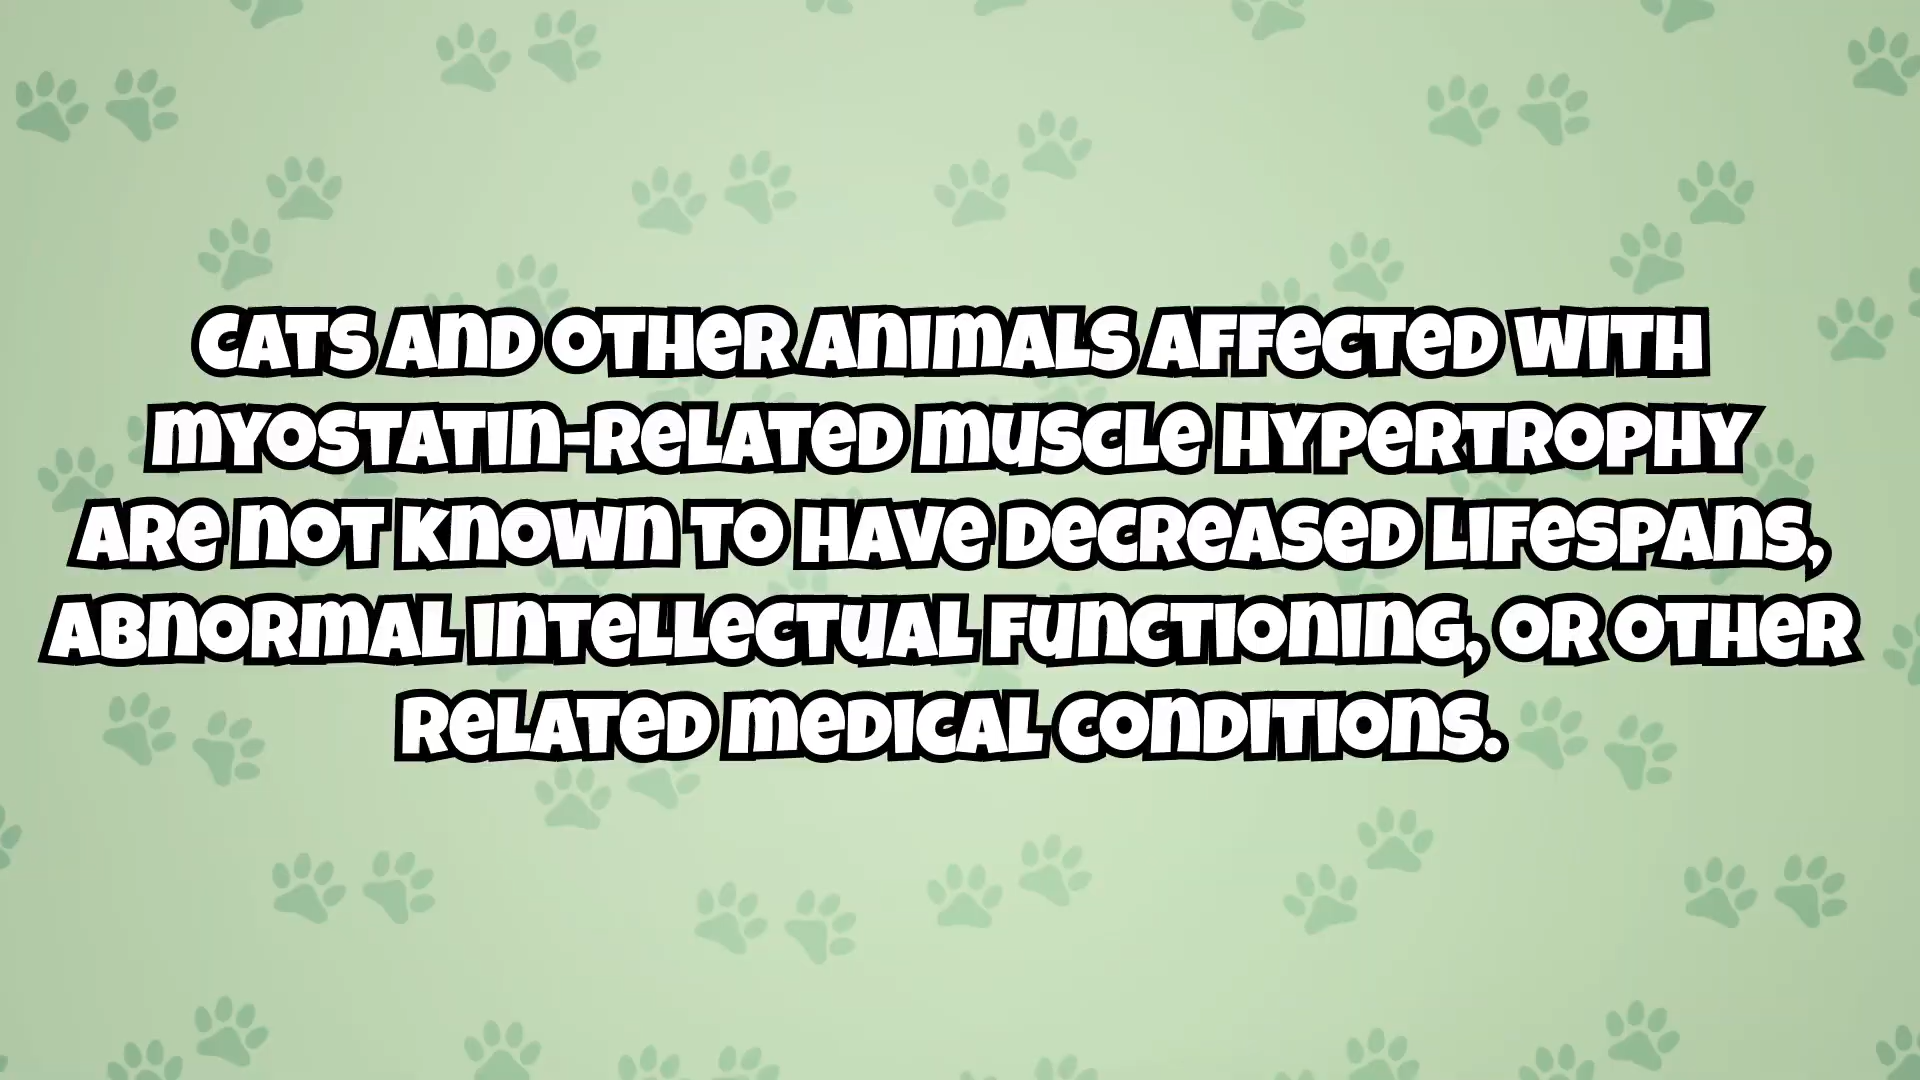 Cats and other animals affected with
myostatin-related muscle hypertrophy
are not known to have decreased lifespans,
abnormal intellectual functioning, or other
related medical conditions.